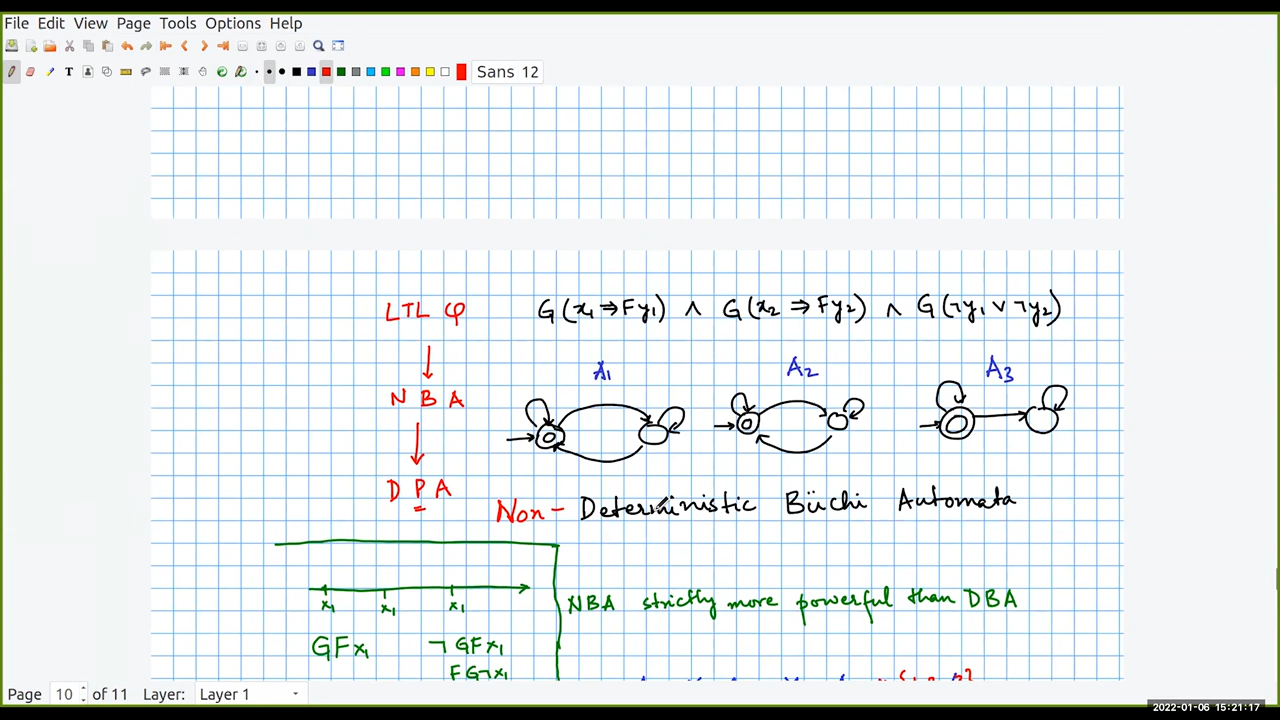 File Edit View Page Tools Options Help
T Sans 12
LTL φ G(x₁ ⇒ Fy₁) ∧ G(x₂ ⇒ Fy₂) ∧ G(¬y₁ ∨ ¬y₂)
A₁ A₂ A₃
NBA
DPA
Non- Deterministic Büchi Automata
x₁ x₁ x₁
NBA strictly more powerful than DBA
GFx₁ ¬GFx₁
FG¬x₁
Page 10 of 11 Layer: Layer 1
2022-01-06 15:21:17